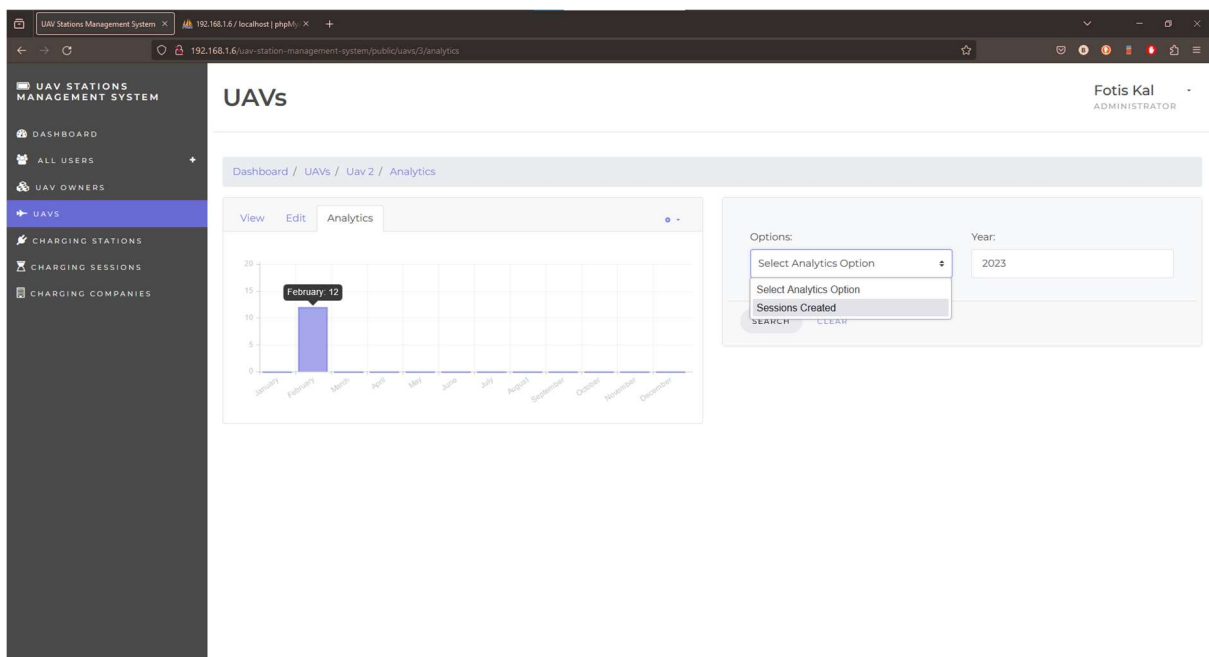 UAV Stations Management System
192.168.1.6 / localhost | phpMy
192.168.1.6/uav-station-management-system/public/uavs/3/analytics
UAV STATIONS
MANAGEMENT SYSTEM
DASHBOARD
ALL USERS +
UAV OWNERS
UAVS
CHARGING STATIONS
CHARGING SESSIONS
CHARGING COMPANIES
UAVs
Fotis Kal
ADMINISTRATOR
Dashboard / UAVs / Uav 2 / Analytics
View Edit Analytics
20
15
10
5
0
February: 12
January February March April May June July August September October November December
Options:
Year:
Select Analytics Option
2023
Select Analytics Option
Sessions Created
SEARCH CLEAR